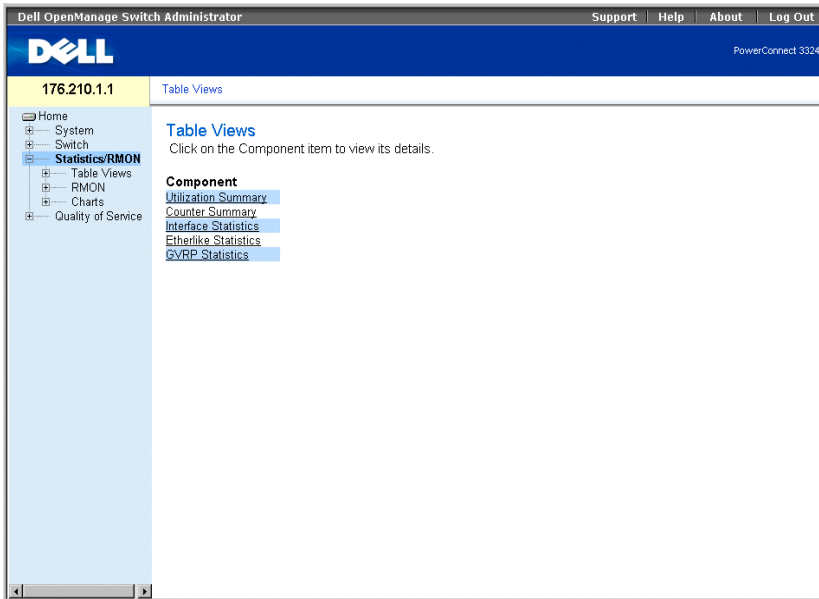 Dell OpenManage Switch Administrator Support Help About Log Out
DELL
PowerConnect 3324
176.210.1.1
Table Views
Home
System
Switch
Statistics/RMON
Table Views
RMON
Charts
Quality of Service
Table Views
Click on the Component item to view its details.
Component
Utilization Summary
Counter Summary
Interface Statistics
Etherlike Statistics
GVRP Statistics